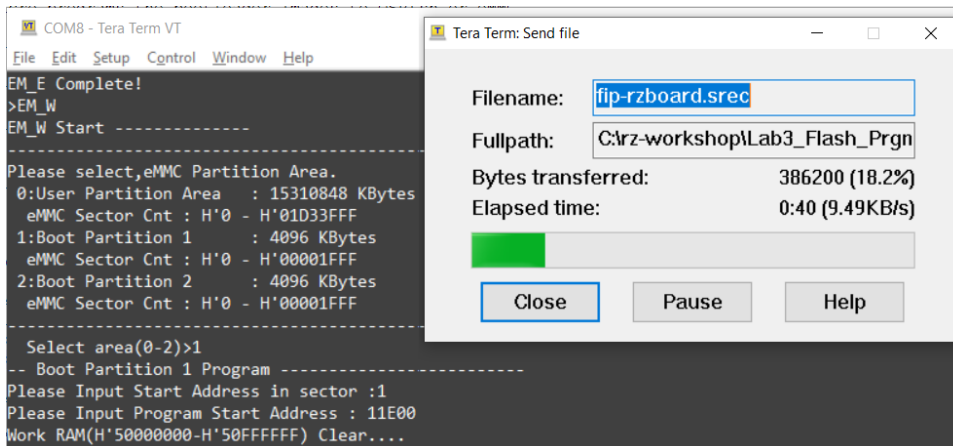 COM8 - Tera Term VT
File Edit Setup Control Window Help
EM_E Complete!
>EM_W
EM_W Start --------------
---------------------------------------------------
Please select,eMMC Partition Area.
0:User Partition Area : 15310848 KBytes
eMMC Sector Cnt : H'0 - H'01D33FFF
1:Boot Partition 1 : 4096 KBytes
eMMC Sector Cnt : H'0 - H'00001FFF
2:Boot Partition 2 : 4096 KBytes
eMMC Sector Cnt : H'0 - H'00001FFF
---------------------------------------------------
Select area(0-2)>1
-- Boot Partition 1 Program -------------------------
Please Input Start Address in sector :1
Please Input Program Start Address : 11E00
Work RAM(H'50000000-H'50FFFFFF) Clear....
Tera Term: Send file
Filename: fip-rzboard.srec
Fullpath: C:\rz-workshop\Lab3_Flash_Prgn
Bytes transferred: 386200 (18.2%)
Elapsed time: 0:40 (9.49KB/s)
Close Pause Help